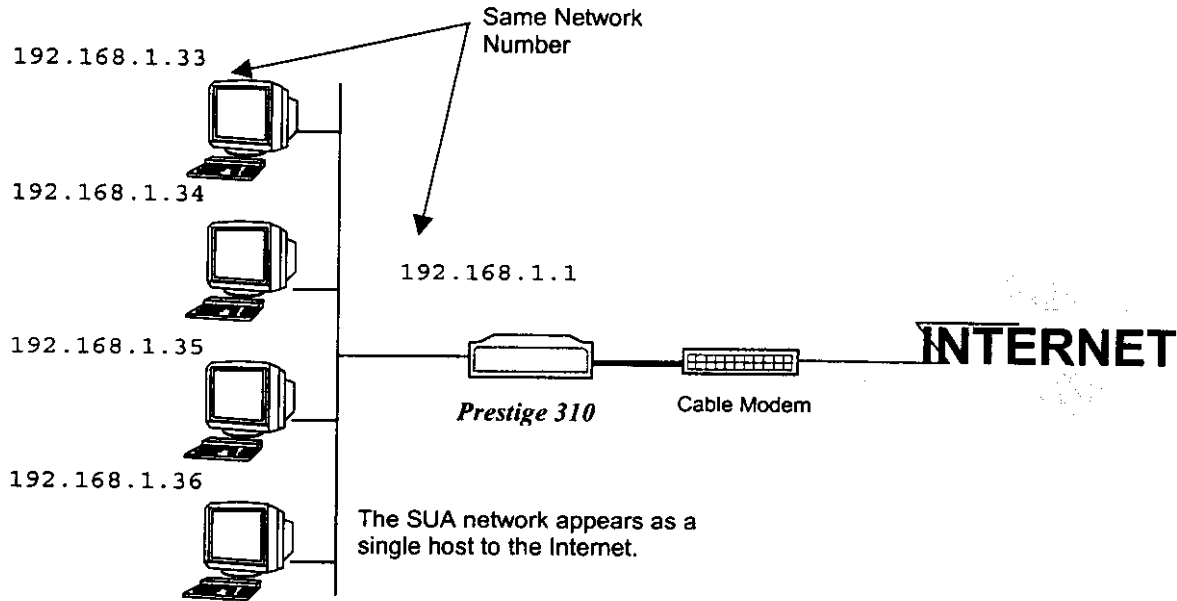 Same Network
Number
192.168.1.33
192.168.1.34
192.168.1.1
192.168.1.35
INTERNET
Prestige 310
Cable Modem
192.168.1.36
The SUA network appears as a
single host to the Internet.